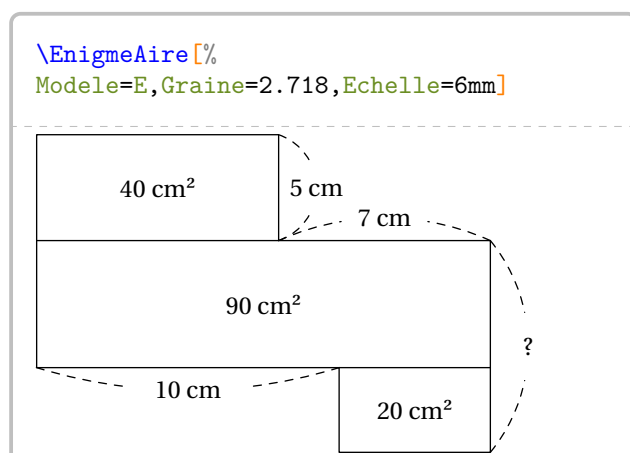 \EnigmeAire[%
Modele=E,Graine=2.718,Echelle=6mm]
40 cm²
5 cm
7 cm
90 cm²
?
10 cm
20 cm²